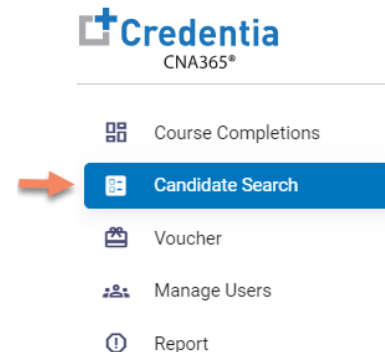 Credentia
CNA365®
Course Completions
Candidate Search
Voucher
Manage Users
Report